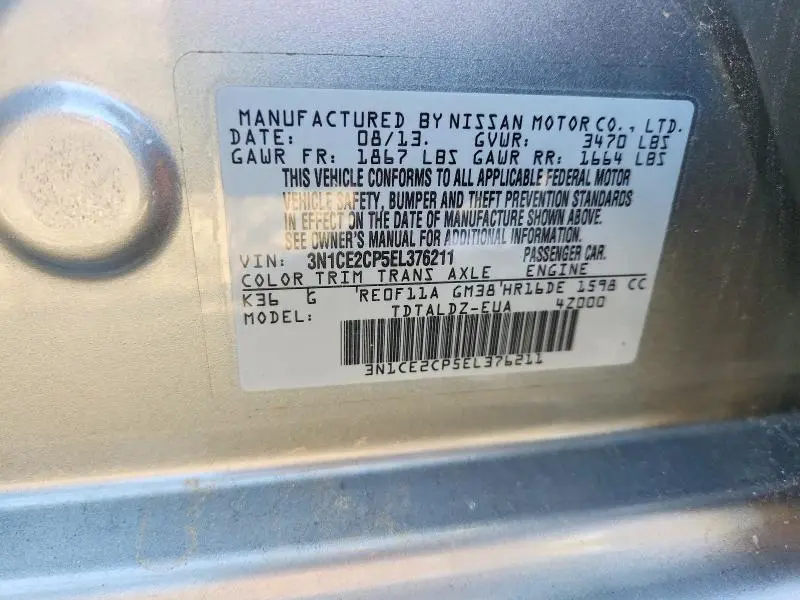 MANUFACTURED BY NISSAN MOTOR CO., LTD.
DATE: 08/13. GVWR: 3470 LBS
GAWR FR: 1867 LBS GAWR RR: 1664 LBS
THIS VEHICLE CONFORMS TO ALL APPLICABLE FEDERAL MOTOR
VEHICLE SAFETY, BUMPER AND THEFT PREVENTION STANDARDS
IN EFFECT ON THE DATE OF MANUFACTURE SHOWN ABOVE.
SEE OWNER'S MANUAL FOR ADDITIONAL INFORMATION.
VIN: 3N1CE2CP5EL376211 PASSENGER CAR.
COLOR TRIM TRANS AXLE ENGINE
K36 G RE0F11A GM38 HR16DE 1598 CC
MODEL: TDTALDZ-EUA 4Z000
3N1CE2CP5EL376211